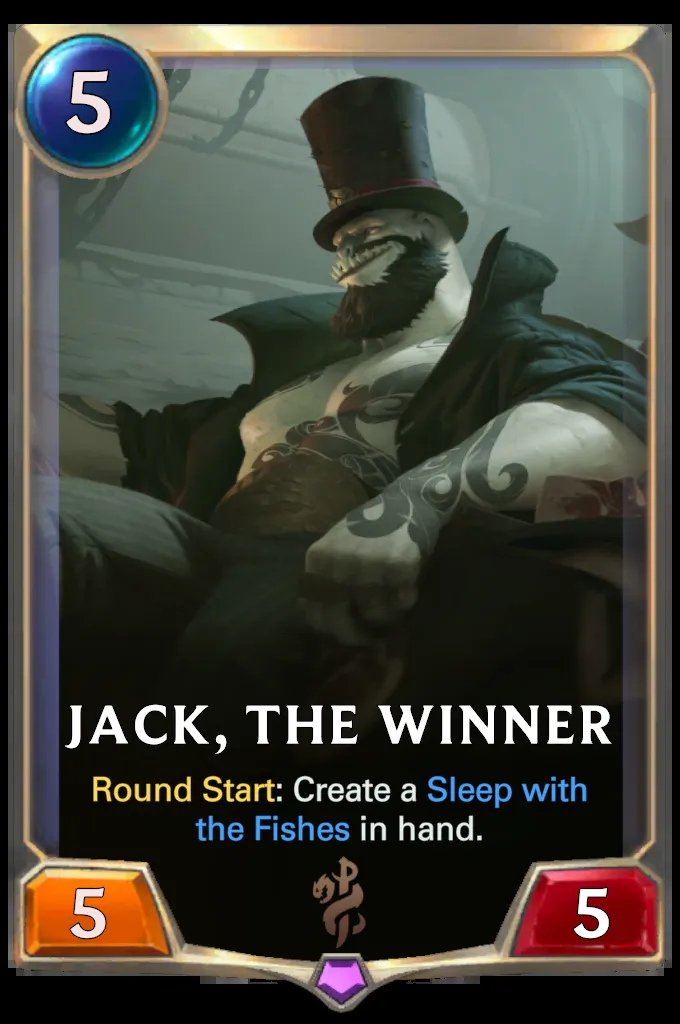 5
JACK, THE WINNER
Round Start: Create a Sleep with
the Fishes in hand.
5
5